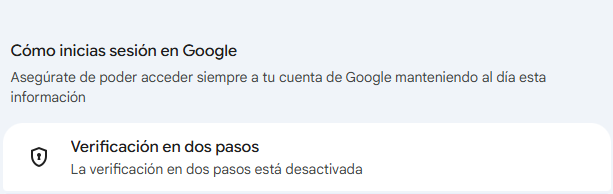 Cómo inicias sesión en Google
Asegúrate de poder acceder siempre a tu cuenta de Google manteniendo al día esta
información
Verificación en dos pasos
La verificación en dos pasos está desactivada